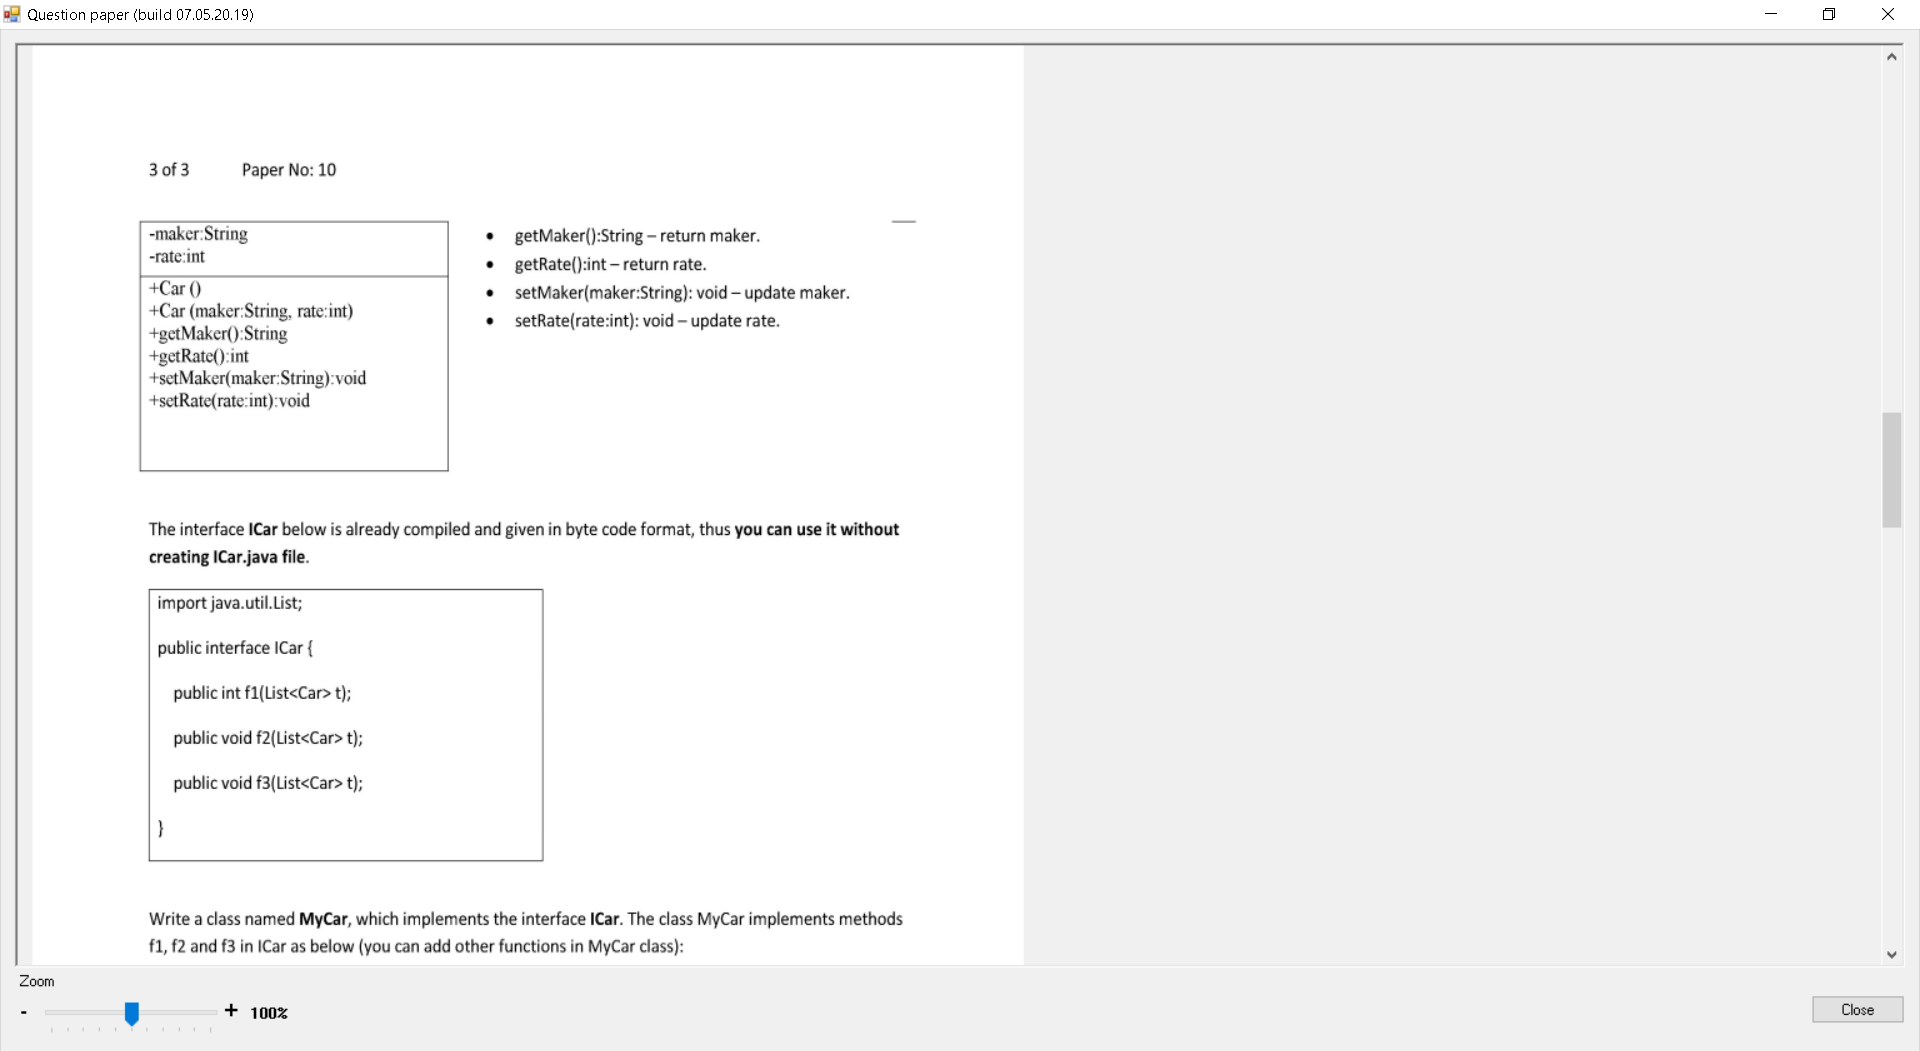 Question paper (build 07.05.20.19)
3 of 3 Paper No: 10
-maker:String
-rate:int
+Car ()
+Car (maker:String, rate:int)
+getMaker():String
+getRate():int
+setMaker(maker:String):void
+setRate(rate:int):void
• getMaker():String – return maker.
• getRate():int – return rate.
• setMaker(maker:String): void – update maker.
• setRate(rate:int): void – update rate.
The interface ICar below is already compiled and given in byte code format, thus you can use it without
creating ICar.java file.
import java.util.List;
public interface ICar {
public int f1(List<Car> t);
public void f2(List<Car> t);
public void f3(List<Car> t);
}
Write a class named MyCar, which implements the interface ICar. The class MyCar implements methods
f1, f2 and f3 in ICar as below (you can add other functions in MyCar class):
Zoom
- + 100%
Close